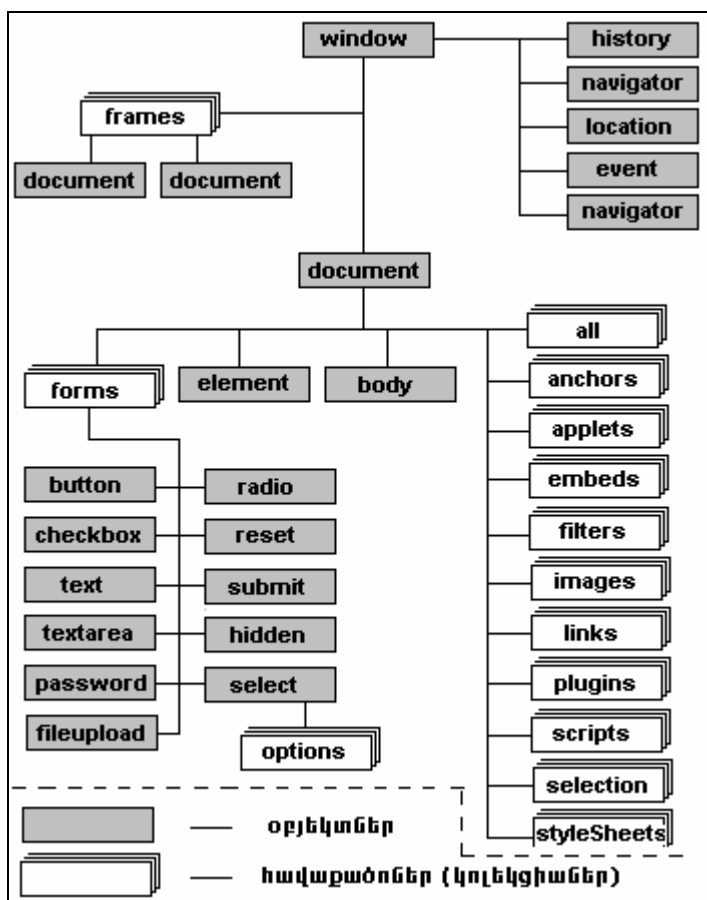 window
history
navigator
location
event
navigator
frames
document
document
document
all
anchors
applets
embeds
filters
images
links
plugins
scripts
selection
styleSheets
forms
element
body
button
radio
checkbox
reset
text
submit
textarea
hidden
password
select
fileupload
options
— օբյեկտներ
— հավաքածոներ (կոլեկցիաներ)